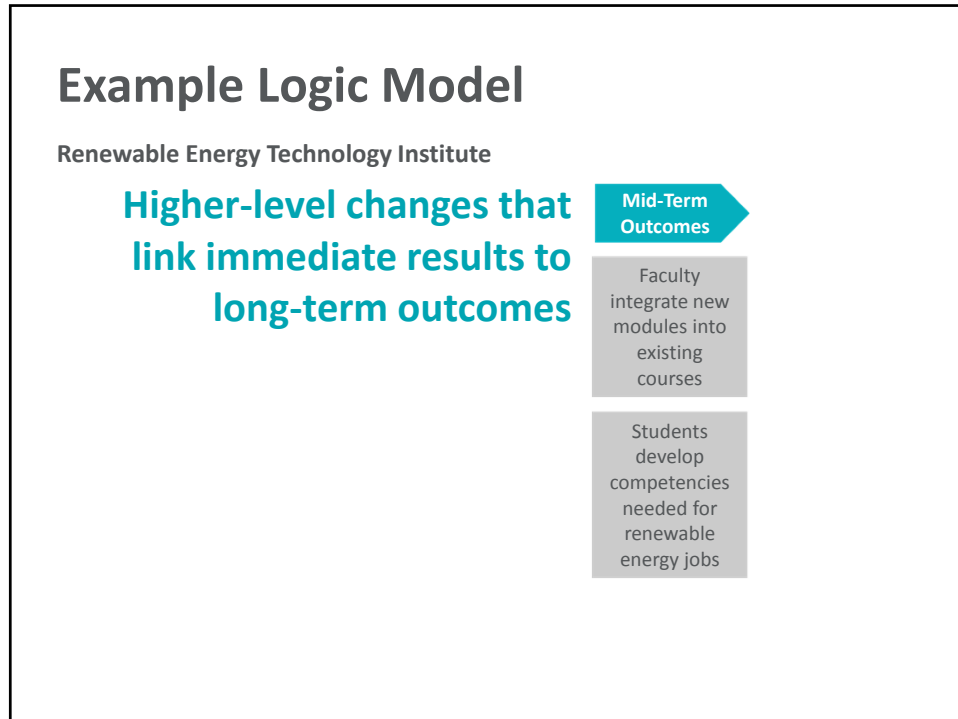 Example Logic Model
Renewable Energy Technology Institute
Higher-level changes that
link immediate results to
long-term outcomes
Mid-Term
Outcomes
Faculty
integrate new
modules into
existing
courses
Students
develop
competencies
needed for
renewable
energy jobs